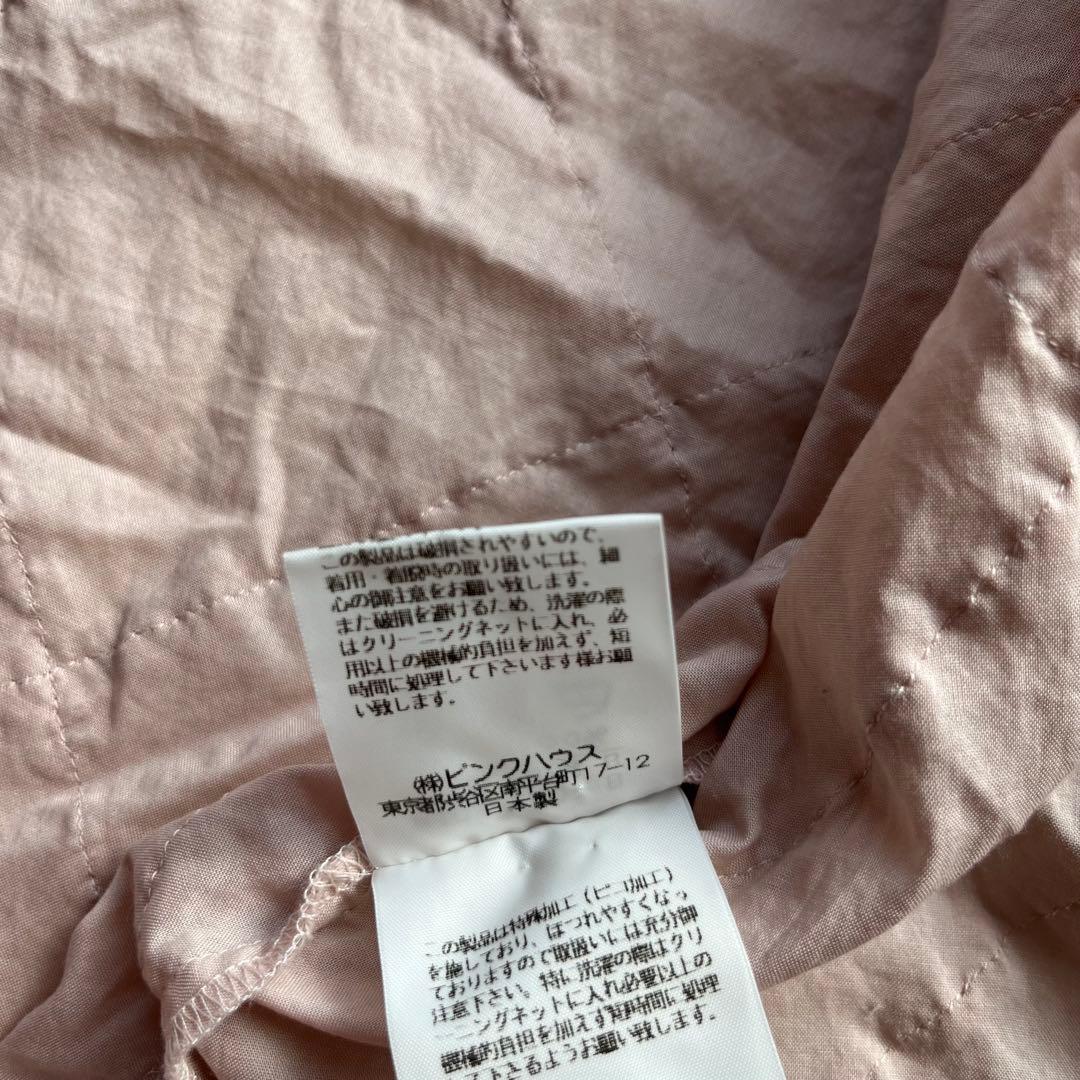 この製品は破損されやすいので、
着用・着脱時の取り扱いには、細
心の御注意をお願い致します。
また破損を避けるため、洗濯の際
はクリーニングネットに入れ、必
用以上の機械的負担を加えず、短
時間に処理して下さいます様お願
い致します。
㈱ピンクハウス
東京都渋谷区南平台町17-12
日本製
この製品は特殊加工(ピコ加工)
を施しており、ほつれやすくなっ
ておりますので取扱いには充分御
注意下さい。特に洗濯の際はクリ
ーニングネットに入れ必要以上の
機械的負担を加えず短時間に処理
して下さるようお願い致します。